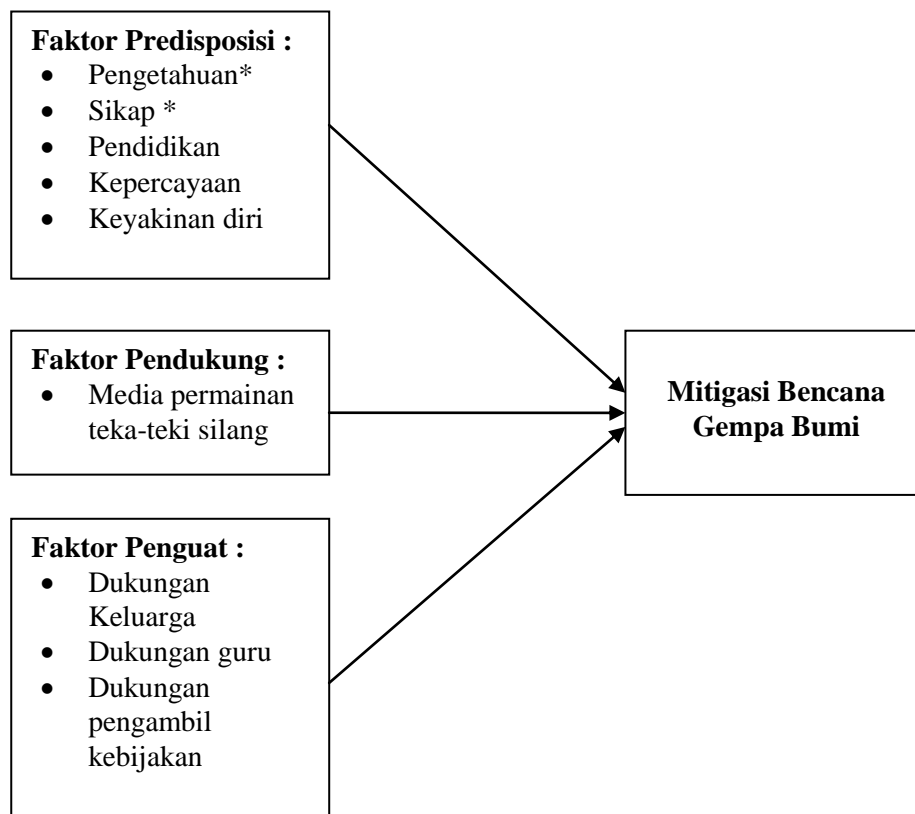 Faktor Predisposisi :
• Pengetahuan*
• Sikap *
• Pendidikan
• Kepercayaan
• Keyakinan diri
Faktor Pendukung :
• Media permainan
teka-teki silang
Mitigasi Bencana
Gempa Bumi
Faktor Penguat :
• Dukungan
Keluarga
• Dukungan guru
• Dukungan
pengambil
kebijakan